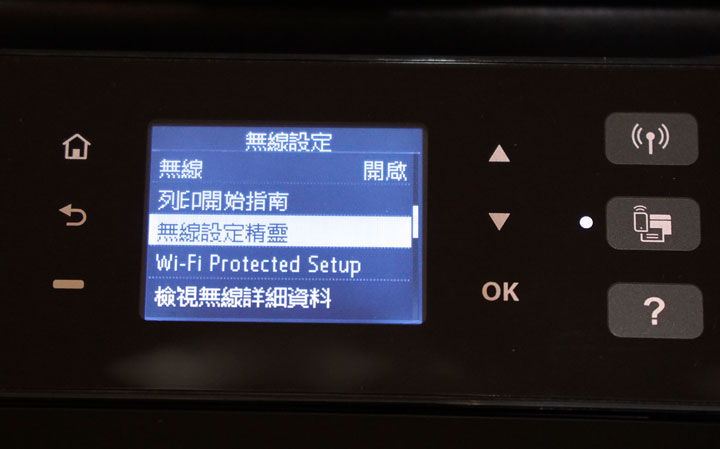 無線設定
無線 開啟
列印開始指南
無線設定精靈
Wi-Fi Protected Setup
檢視無線詳細資料
OK
?